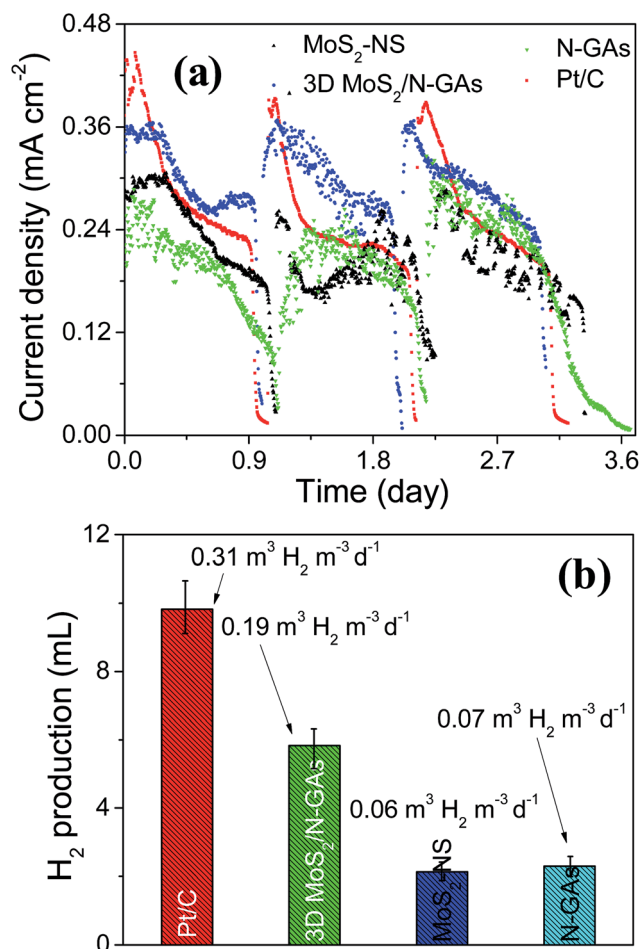 0.48
0.36
0.24
0.12
0.00
Current density (mA cm⁻²)
(a)
MoS₂-NS
3D MoS₂/N-GAs
N-GAs
Pt/C
0.0
0.9
1.8
2.7
3.6
Time (day)
12
8
4
0
H₂ production (mL)
(b)
0.31 m³ H₂ m⁻³ d⁻¹
0.19 m³ H₂ m⁻³ d⁻¹
0.07 m³ H₂ m⁻³ d⁻¹
0.06 m³ H₂ m⁻³ d⁻¹
Pt/C
3D MoS₂/N-GAs
MoS₂-NS
N-GAs